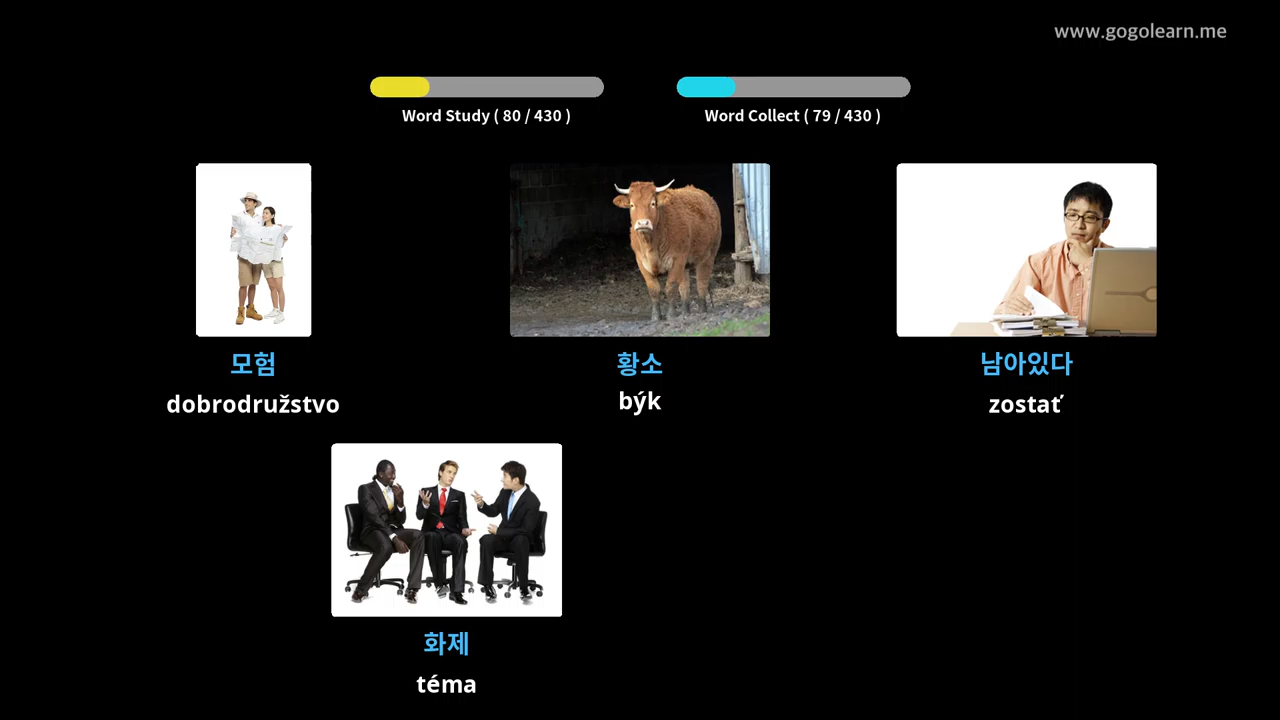 www.gogolearn.me
Word Study ( 80 / 430 )
Word Collect ( 79 / 430 )
모험
dobrodružstvo
황소
býk
남아있다
zostať
화제
téma